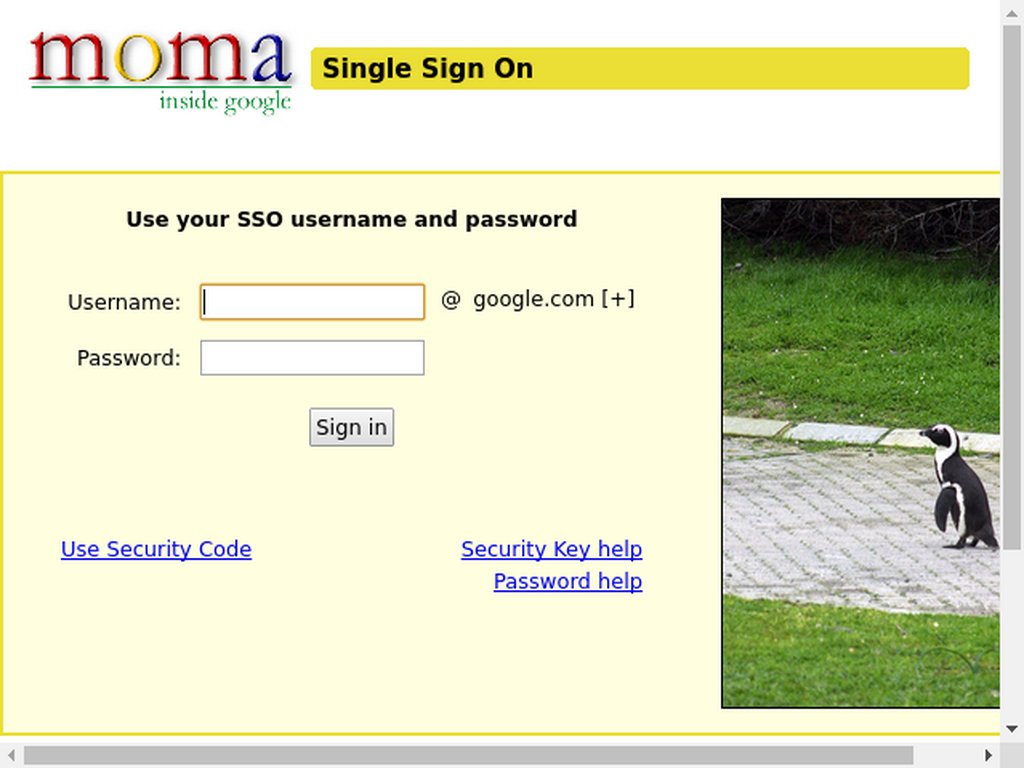 moma
inside google
Single Sign On
Use your SSO username and password
Username: @ google.com [+]
Password:
Sign in
Use Security Code Security Key help
Password help